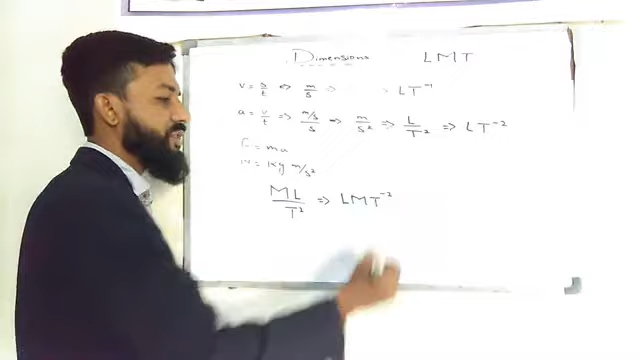 Dimensions LMT
v = s/t ⇒ m/s ⇒ ⇒ LT⁻¹
a = v/t ⇒ m/s/s ⇒ m/s² ⇒ L/T² ⇒ LT⁻²
F = ma
N = Kg m/s²
ML/T² ⇒ LMT⁻²